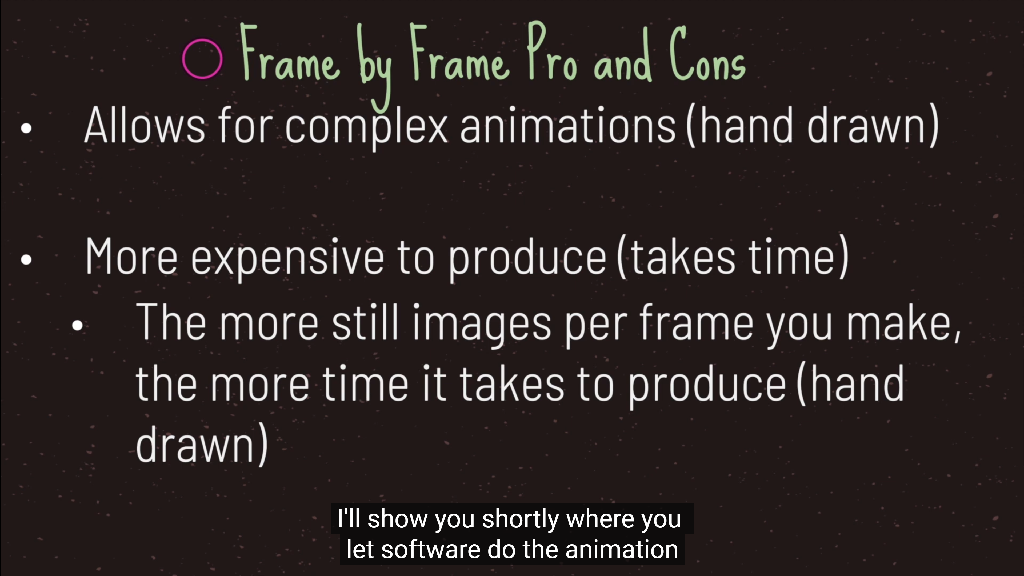 Frame by Frame Pro and Cons
• Allows for complex animations (hand drawn)
• More expensive to produce (takes time)
• The more still images per frame you make,
the more time it takes to produce (hand
drawn)
I'll show you shortly where you
let software do the animation